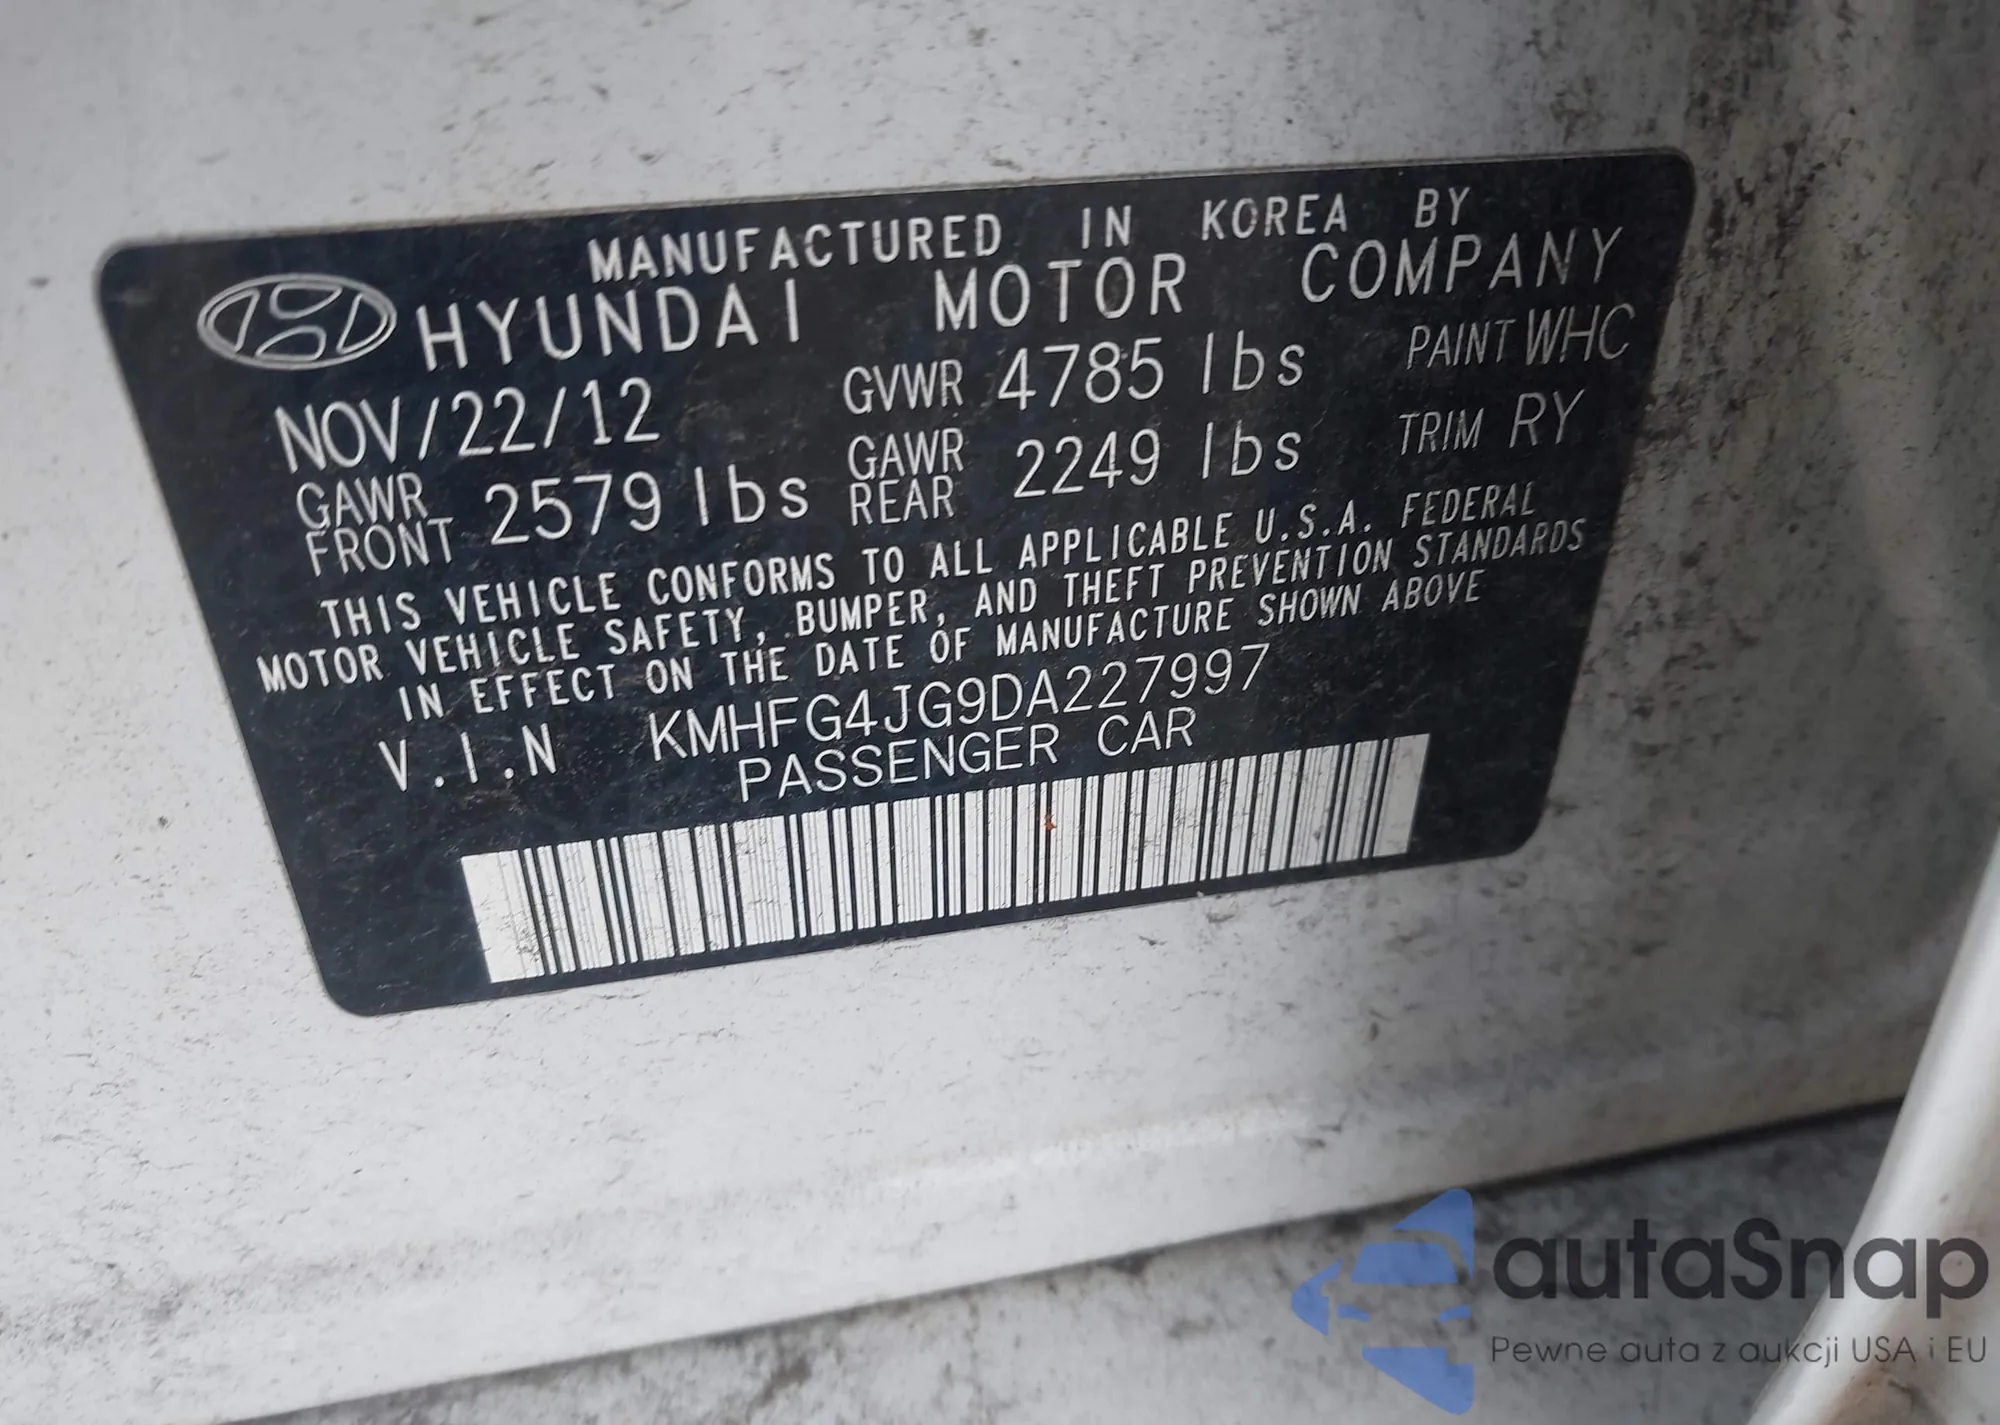 MANUFACTURED IN KOREA BY
HYUNDAI MOTOR COMPANY
NOV/22/12 GVWR 4785 lbs PAINT WHC
GAWR FRONT 2579 lbs GAWR REAR 2249 lbs TRIM RY
THIS VEHICLE CONFORMS TO ALL APPLICABLE U.S.A. FEDERAL
MOTOR VEHICLE SAFETY, BUMPER, AND THEFT PREVENTION STANDARDS
IN EFFECT ON THE DATE OF MANUFACTURE SHOWN ABOVE
V.I.N KMHFG4JG9DA227997
PASSENGER CAR
autaSnap
Pewne auta z aukcji USA i EU